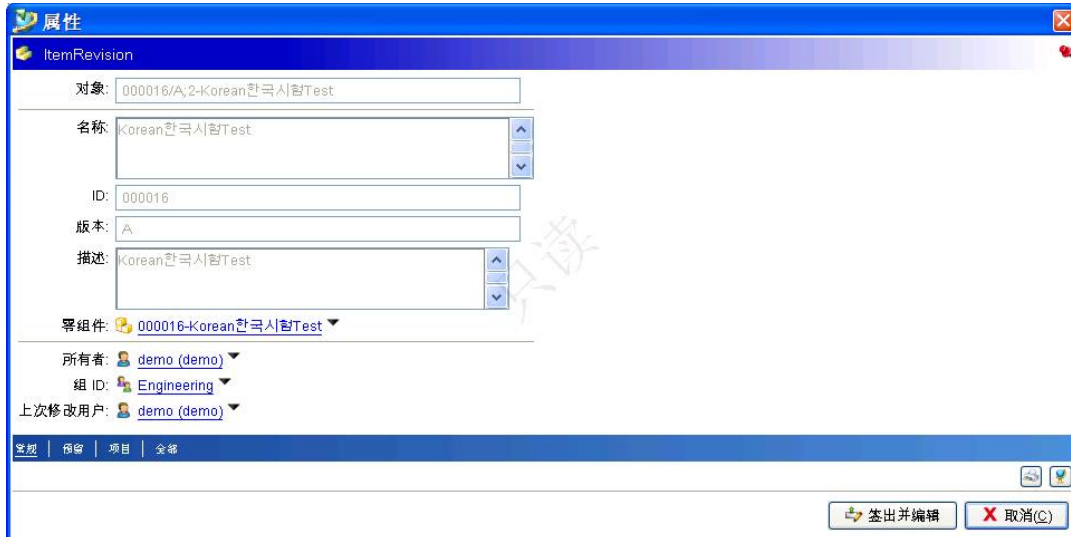 属性
ItemRevision
对象: 000016/A;2-Korean한국시험Test
名称: Korean한국시험Test
ID: 000016
版本: A
描述: Korean한국시험Test
只读
零组件: 000016-Korean한국시험Test
所有者: demo (demo)
组 ID: Engineering
上次修改用户: demo (demo)
常规 | 预留 | 项目 | 全部
签出并编辑 取消(C)